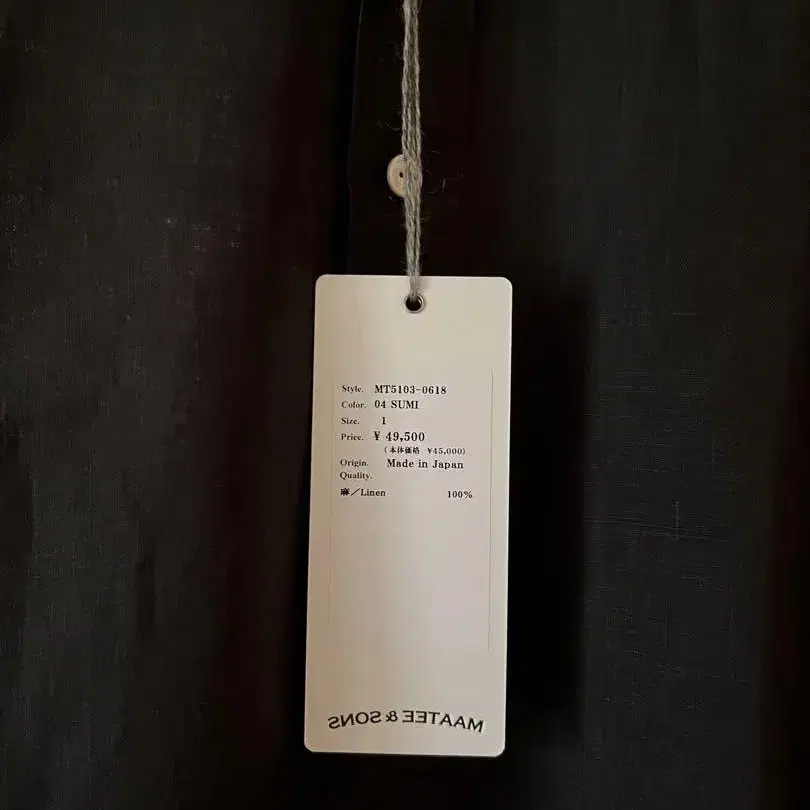 Style. MT5103-0618
Color. 04 SUMI
Size. 1
Price. ¥ 49,500
(本体価格 ¥45,000)
Origin. Made in Japan
Quality.
麻／Linen 100%
MAATEE & SONS